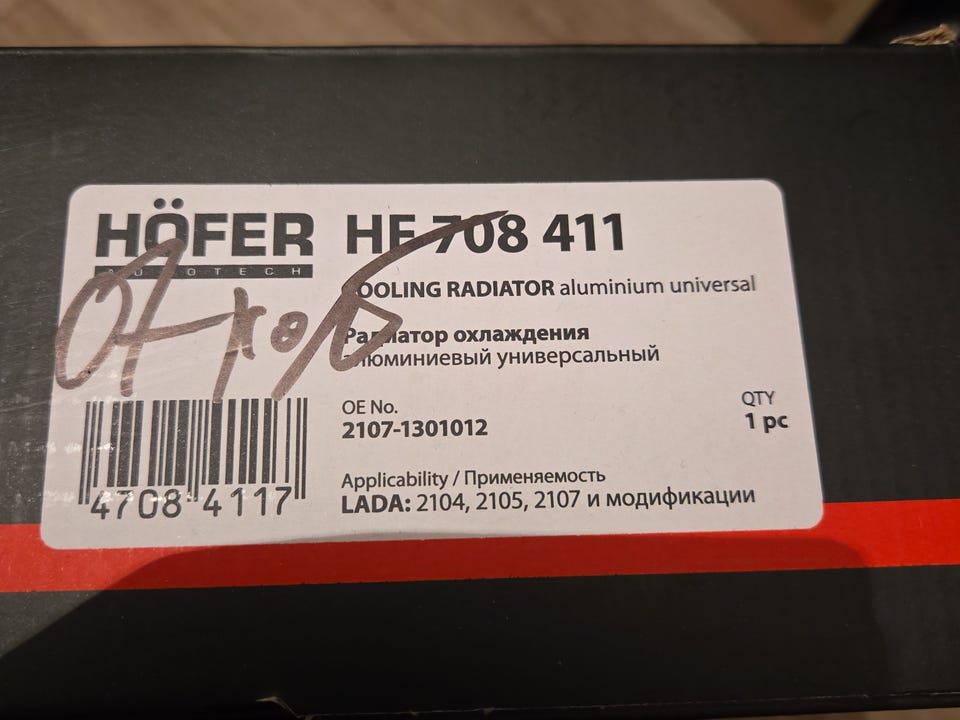 HÖFER
AUTOTECH
HF 708 411
COOLING RADIATOR aluminium universal
Радиатор охлаждения
алюминиевый универсальный
OE No.
2107-1301012
QTY
1 pc
Applicability / Применяемость
LADA: 2104, 2105, 2107 и модификации
4708 4117